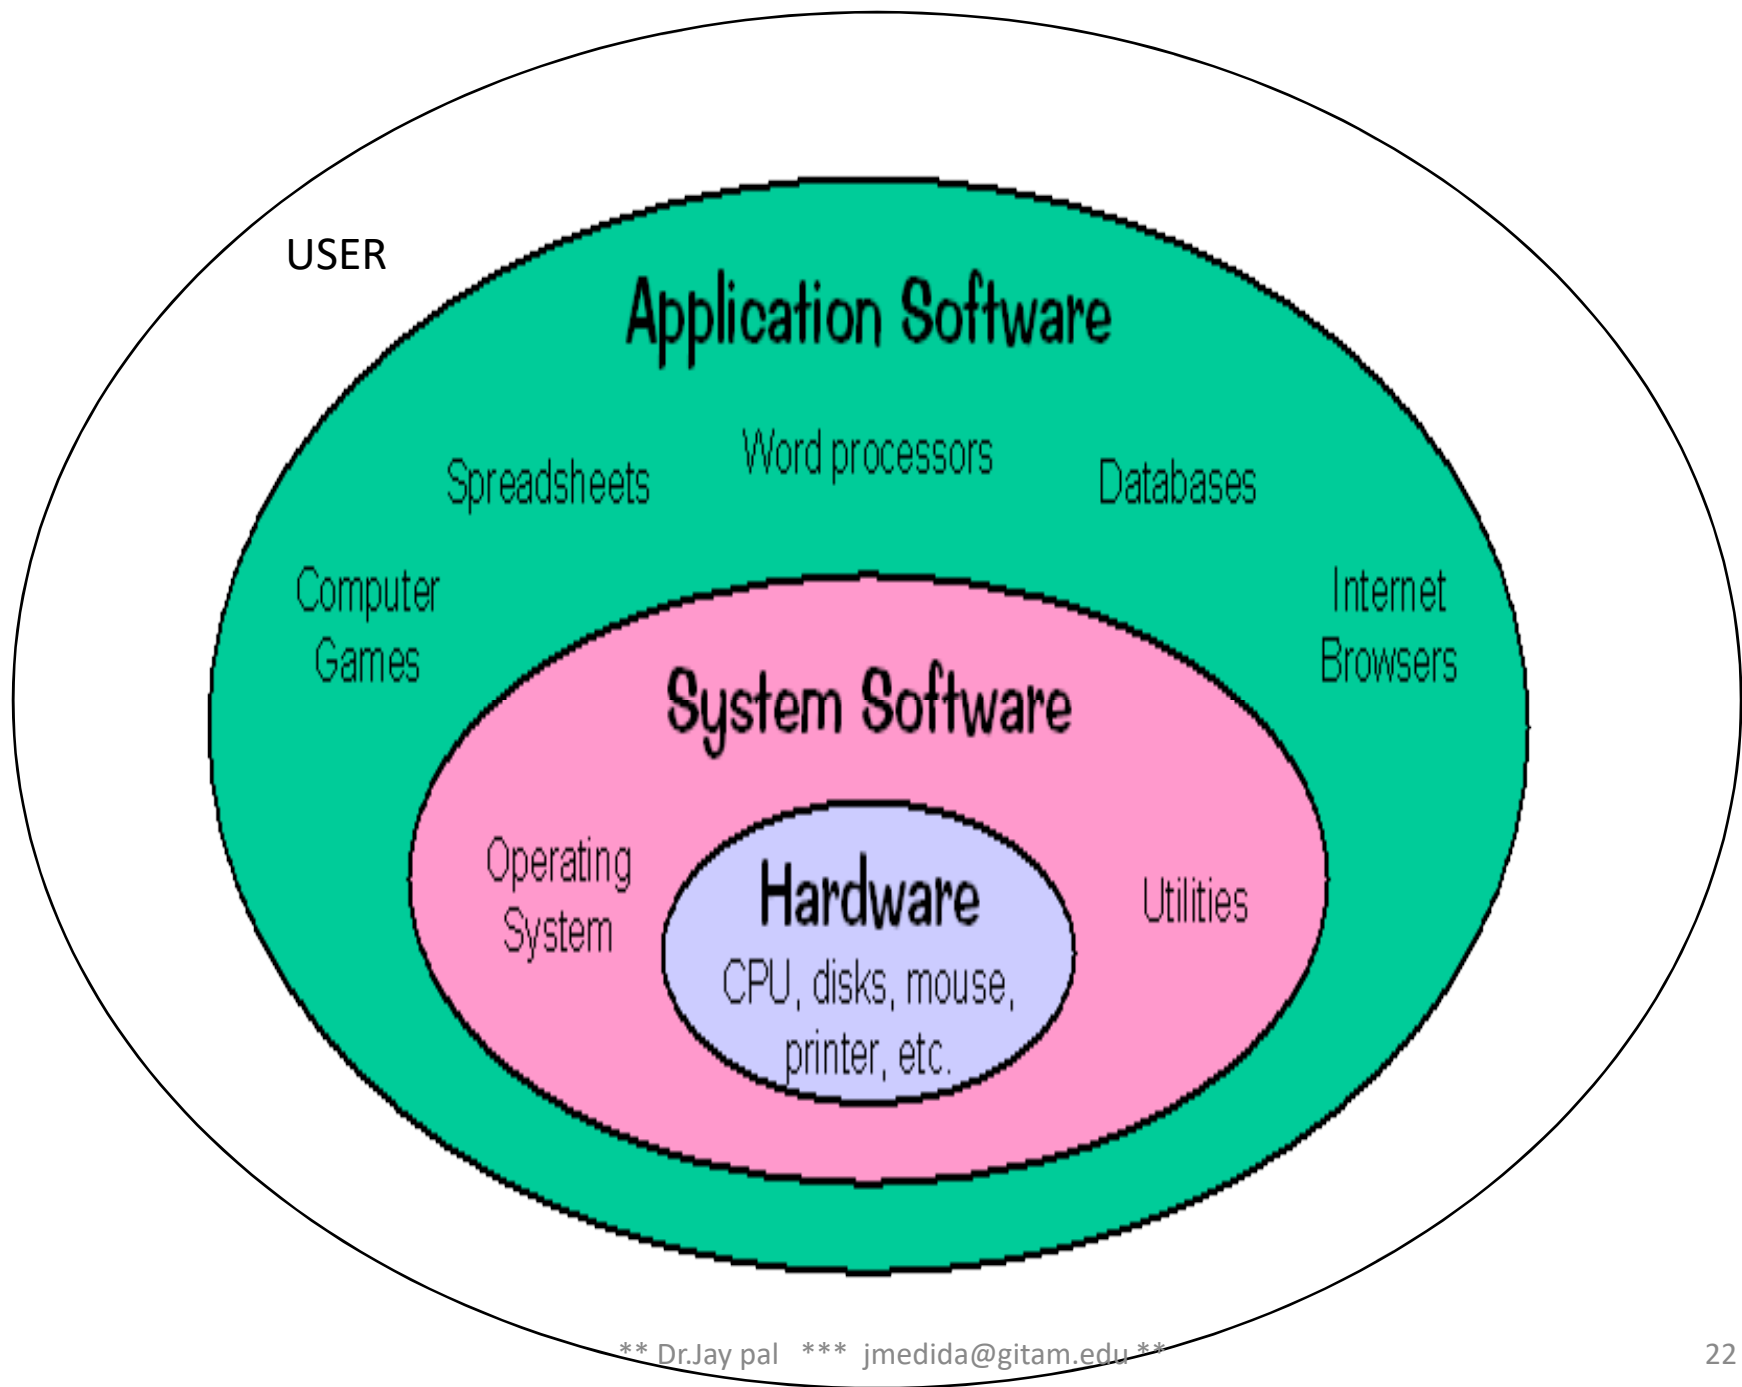 USER
Application Software
Word processors
Spreadsheets
Databases
Computer
Games
Internet
Browsers
System Software
Operating
System
Utilities
Hardware
CPU, disks, mouse,
printer, etc.
** Dr.Jay pal *** jmedida@gitam.edu **
22